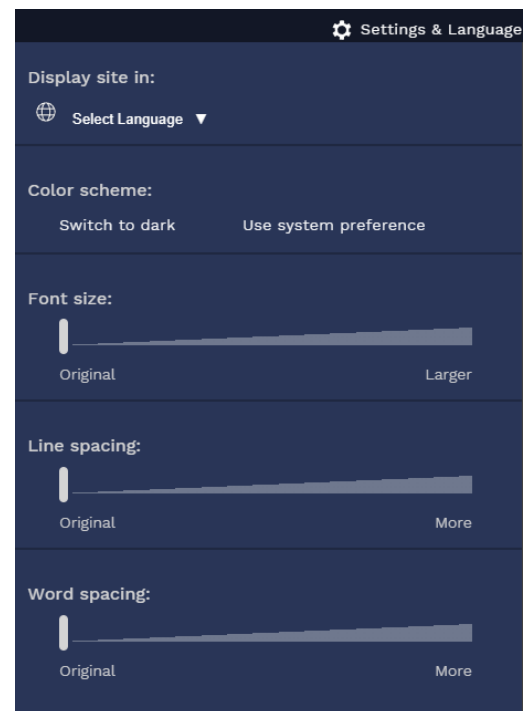 Settings & Language
Display site in:
Select Language ▼
Color scheme:
Switch to dark Use system preference
Font size:
Original Larger
Line spacing:
Original More
Word spacing:
Original More